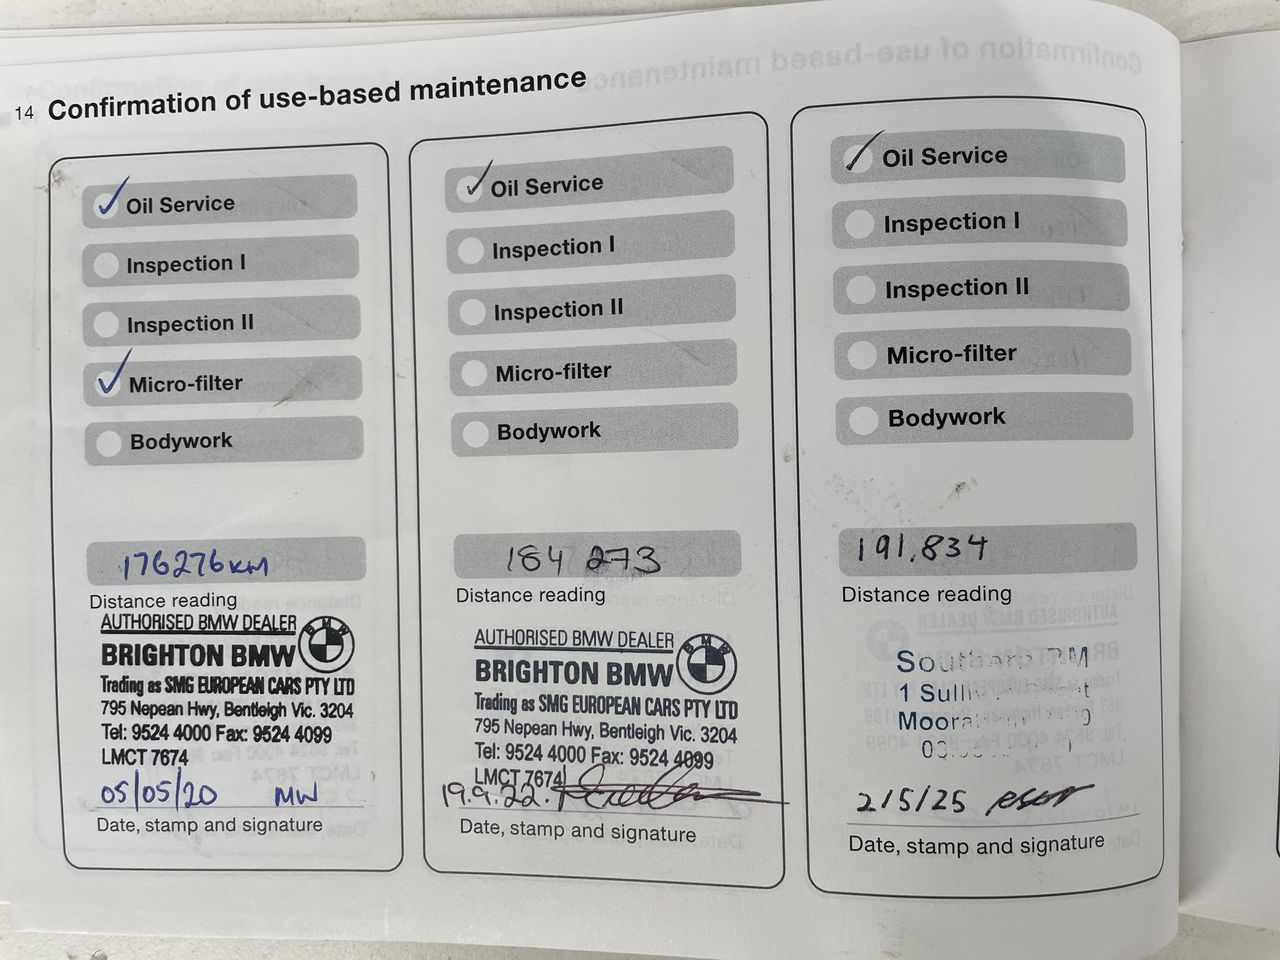 14 Confirmation of use-based maintenance
Oil Service
Inspection I
Inspection II
Micro-filter
Bodywork
176276KM
Distance reading
AUTHORISED BMW DEALER
BMW
BRIGHTON BMW
Trading as SMG EUROPEAN CARS PTY LTD
795 Nepean Hwy, Bentleigh Vic. 3204
Tel: 9524 4000 Fax: 9524 4099
LMCT 7674
05/05/20 MW
Date, stamp and signature
Oil Service
Inspection I
Inspection II
Micro-filter
Bodywork
184 273
Distance reading
AUTHORISED BMW DEALER
BMW
BRIGHTON BMW
Trading as SMG EUROPEAN CARS PTY LTD
795 Nepean Hwy, Bentleigh Vic. 3204
Tel: 9524 4000 Fax: 9524 4099
LMCT 7674
19.9.22.
Date, stamp and signature
Oil Service
Inspection I
Inspection II
Micro-filter
Bodywork
191,834
Distance reading
1
2/5/25
Date, stamp and signature